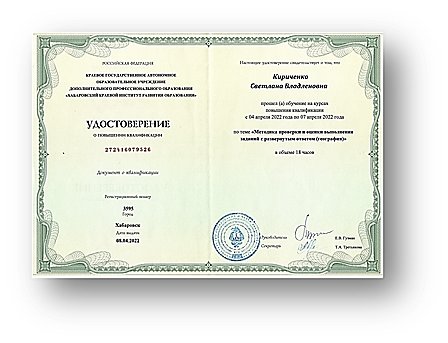 РОССИЙСКАЯ ФЕДЕРАЦИЯ
КРАЕВОЕ ГОСУДАРСТВЕННОЕ АВТОНОМНОЕ
ОБРАЗОВАТЕЛЬНОЕ УЧРЕЖДЕНИЕ
ДОПОЛНИТЕЛЬНОГО ПРОФЕССИОНАЛЬНОГО ОБРАЗОВАНИЯ
«ХАБАРОВСКИЙ КРАЕВОЙ ИНСТИТУТ РАЗВИТИЯ ОБРАЗОВАНИЯ»
УДОСТОВЕРЕНИЕ
О ПОВЫШЕНИИ КВАЛИФИКАЦИИ
272416079526
Документ о квалификации
Регистрационный номер
3595
Город
Хабаровск
Дата выдачи
08.04.2022
Настоящее удостоверение свидетельствует о том, что
Кириченко
Светлана Владленовна
прошел (а) обучение на курсах
повышения квалификации
с 04 апреля 2022 года по 07 апреля 2022 года
по теме «Методика проверки и оценки выполнения
заданий с развернутым ответом (география)»
в объеме 18 часов
Руководитель
Е.В. Гузман
Секретарь
Т.А. Третьякова